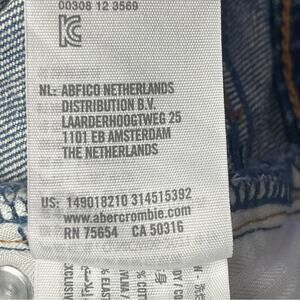 00308 12 3569
NL: ABFICO NETHERLANDS
DISTRIBUTION B.V.
LAARDERHOOGTWEG 25
1101 EB AMSTERDAM
THE NETHERLANDS
US: 149018210 314515392
www.abercrombie.com
RN 75654 CA 50316